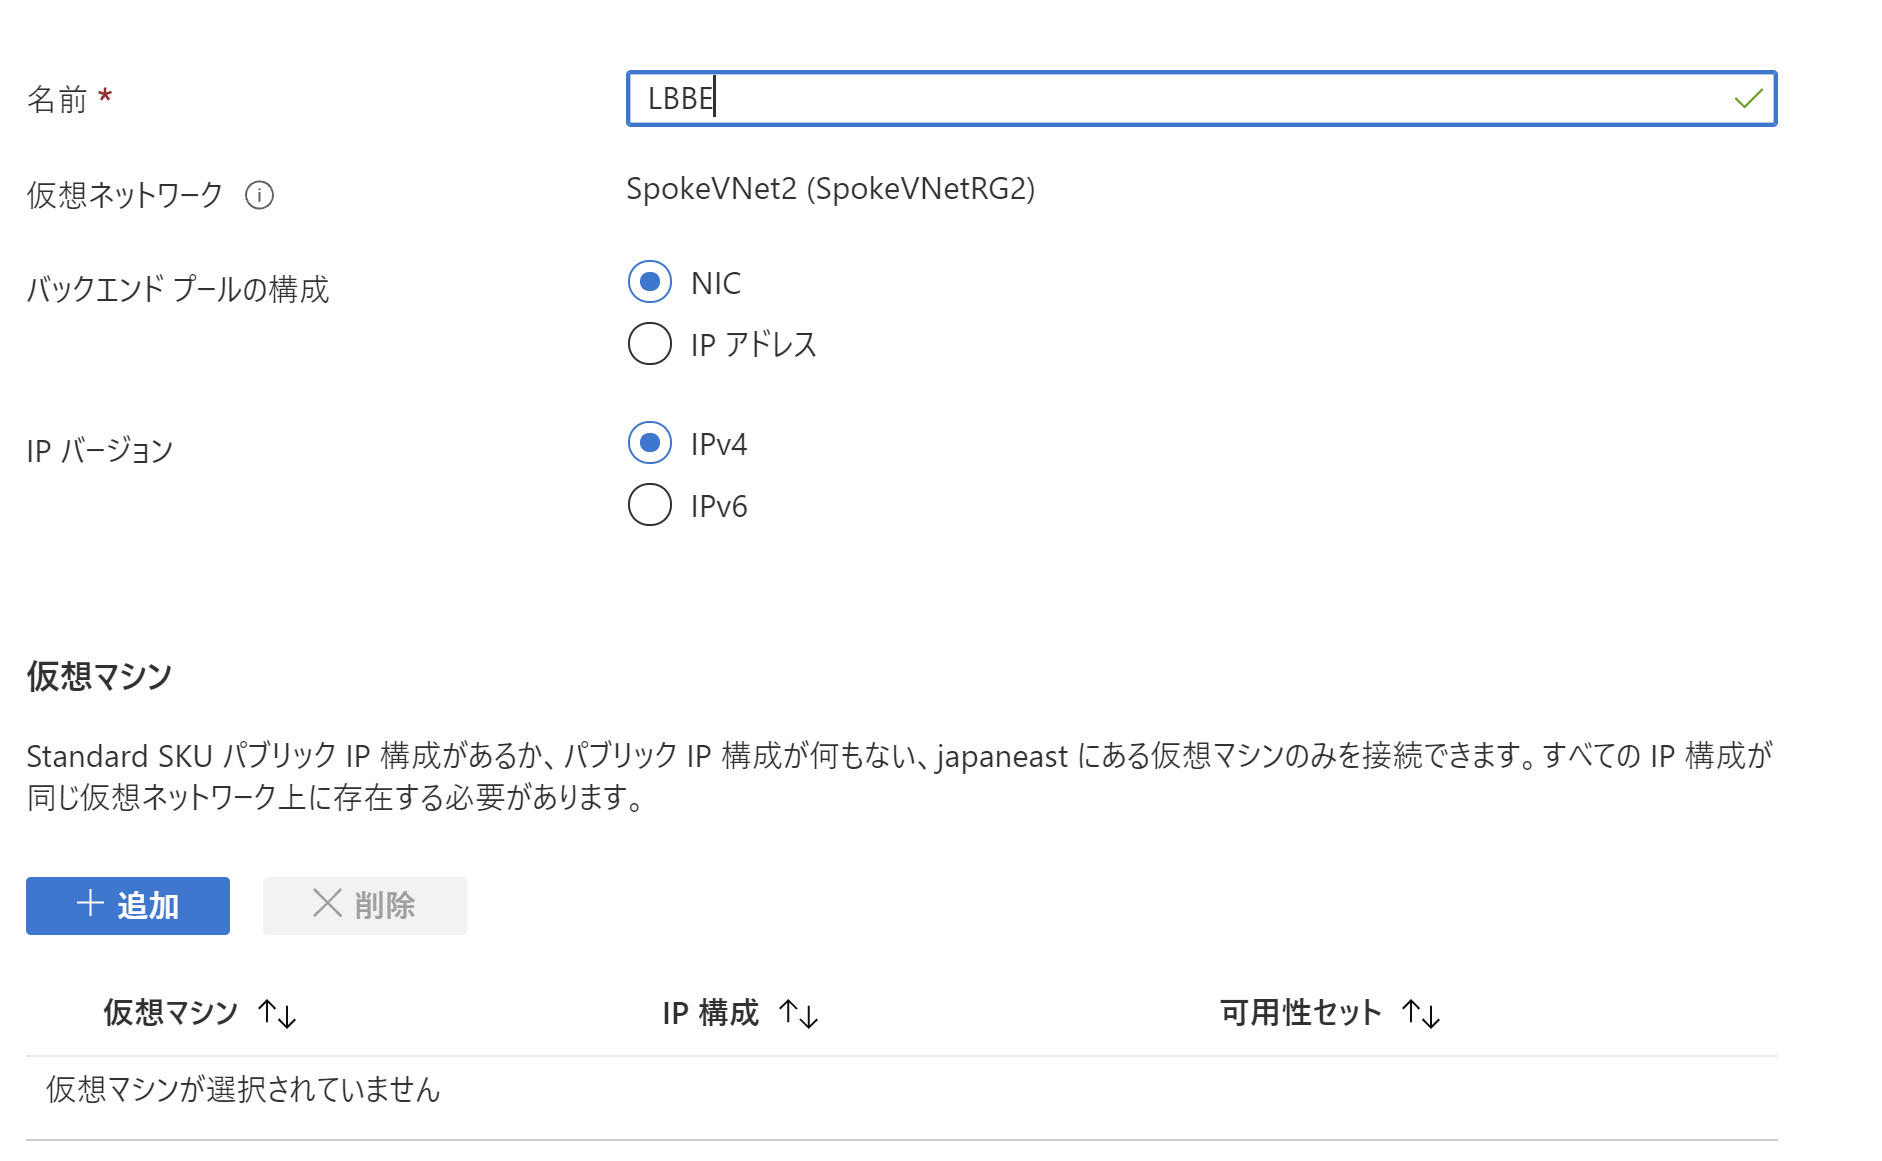 名前 *
LBBE
仮想ネットワーク
SpokeVNet2 (SpokeVNetRG2)
バックエンド プールの構成
NIC
IP アドレス
IP バージョン
IPv4
IPv6
仮想マシン
Standard SKU パブリック IP 構成があるか、パブリック IP 構成が何もない、japaneast にある仮想マシンのみを接続できます。すべての IP 構成が
同じ仮想ネットワーク上に存在する必要があります。
追加
削除
仮想マシン ↑↓ IP 構成 ↑↓ 可用性セット ↑↓
仮想マシンが選択されていません